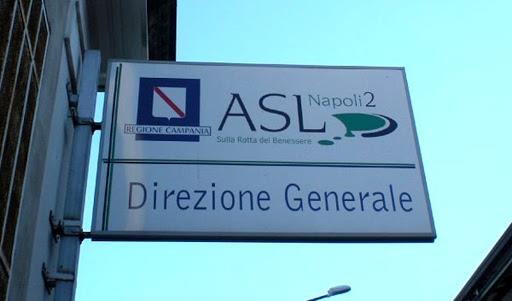 REGIONE CAMPANIA
ASL Napoli 2
Sulla Rotta del Benessere
Direzione Generale